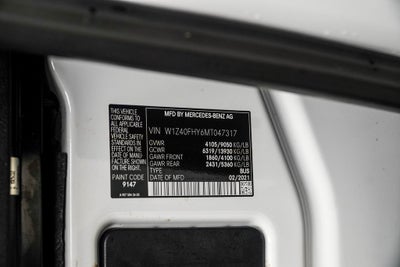 THIS VEHICLE
CONFORMS TO
ALL FEDERAL
MOTOR
VEHICLE SAFETY
STANDARDS IN
EFFECT ON
THE DATE OF
MANUFACTURE
SHOWN ON
THE RIGHT.
PAINT CODE
9147
MFD BY MERCEDES-BENZ AG
VIN W1Z40FHY6MT047317
GVWR 4105/9050 KG/LB
GCWR 6319/13930 KG/LB
GAWR FRONT 1860/4100 KG/LB
GAWR REAR 2431/5360 KG/LB
TYPE BUS
DATE OF MFD 02/2021